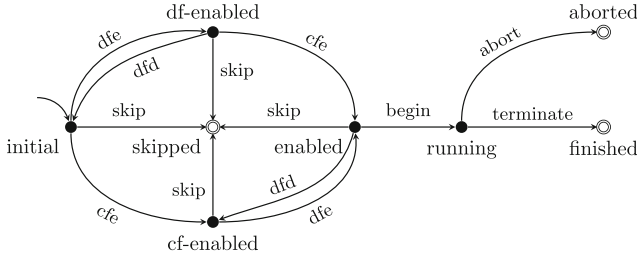 df-enabled
aborted
dfe
cfe
abort
dfd
skip
skip
skip
begin
terminate
initial
skipped
enabled
running
finished
skip
dfd
cfe
dfe
cf-enabled